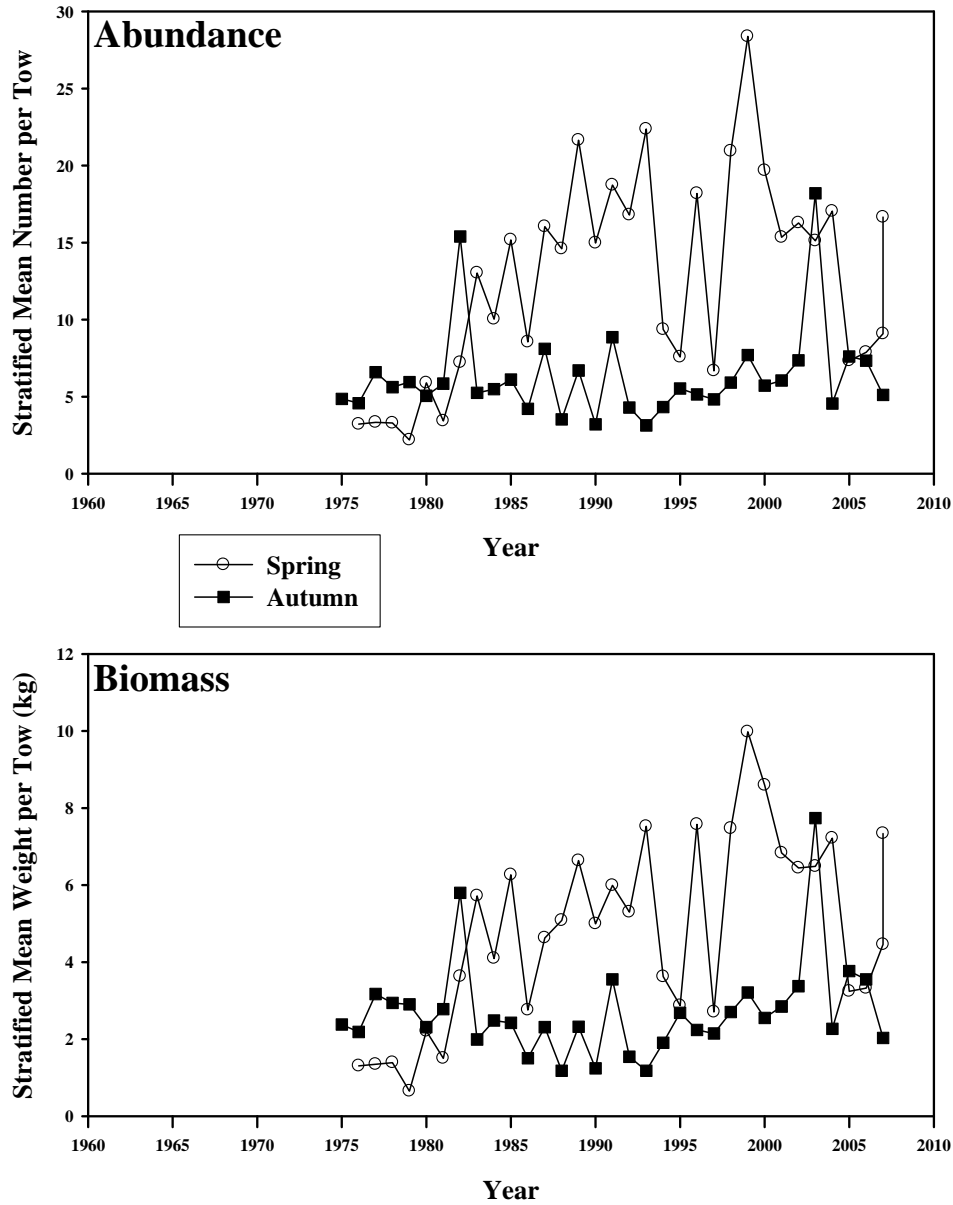 Abundance
Stratified Mean Number per Tow
30
25
20
15
10
5
0
1960 1965 1970 1975 1980 1985 1990 1995 2000 2005 2010
Year
Spring
Autumn
Biomass
Stratified Mean Weight per Tow (kg)
12
10
8
6
4
2
0
1960 1965 1970 1975 1980 1985 1990 1995 2000 2005 2010
Year